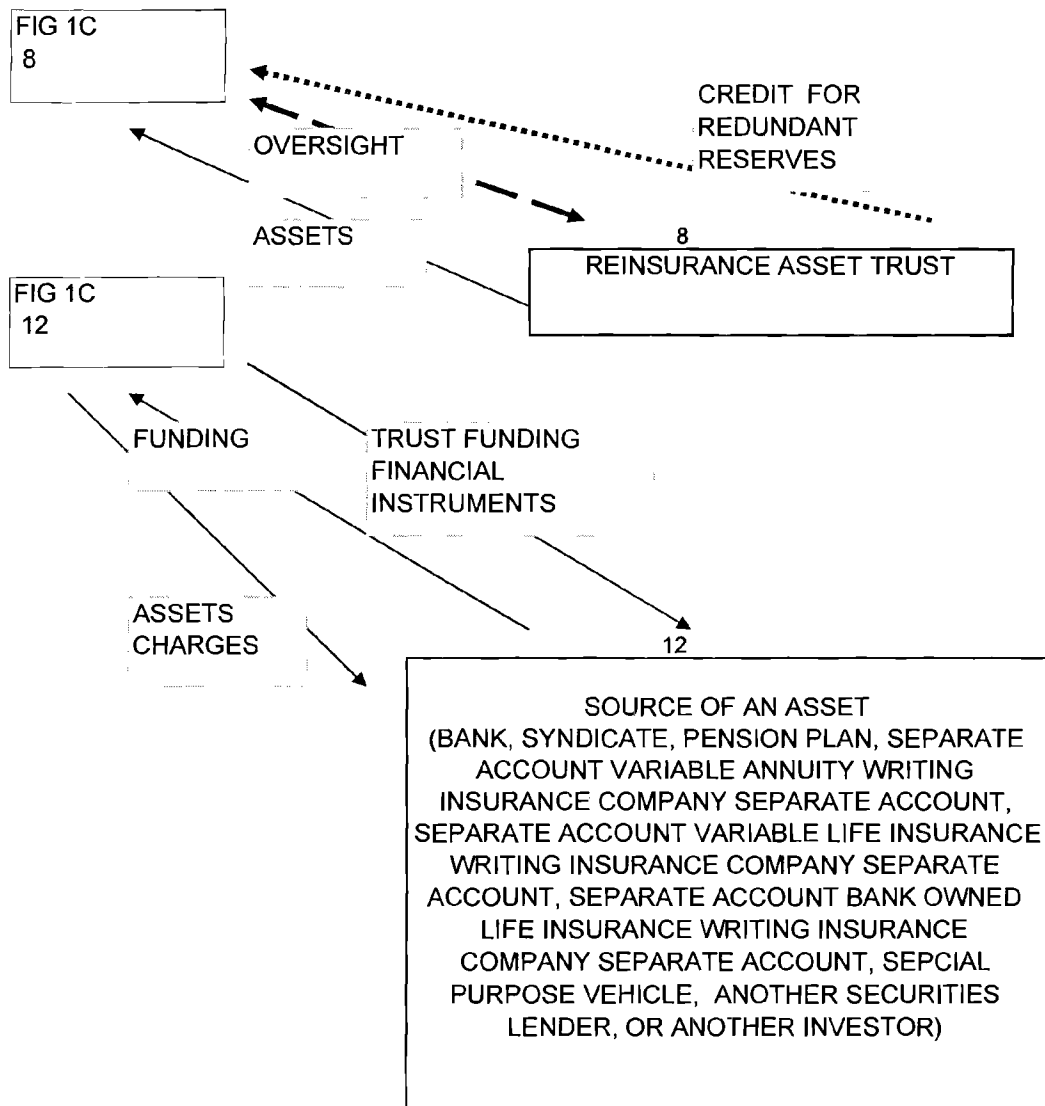 FIG 1C
8
CREDIT FOR
REDUNDANT
RESERVES
OVERSIGHT
ASSETS
8
REINSURANCE ASSET TRUST
FIG 1C
12
FUNDING
TRUST FUNDING
FINANCIAL
INSTRUMENTS
ASSETS
CHARGES
12
SOURCE OF AN ASSET
(BANK, SYNDICATE, PENSION PLAN, SEPARATE
ACCOUNT VARIABLE ANNUITY WRITING
INSURANCE COMPANY SEPARATE ACCOUNT,
SEPARATE ACCOUNT VARIABLE LIFE INSURANCE
WRITING INSURANCE COMPANY SEPARATE
ACCOUNT, SEPARATE ACCOUNT BANK OWNED
LIFE INSURANCE WRITING INSURANCE
COMPANY SEPARATE ACCOUNT, SEPCIAL
PURPOSE VEHICLE, ANOTHER SECURITIES
LENDER, OR ANOTHER INVESTOR)